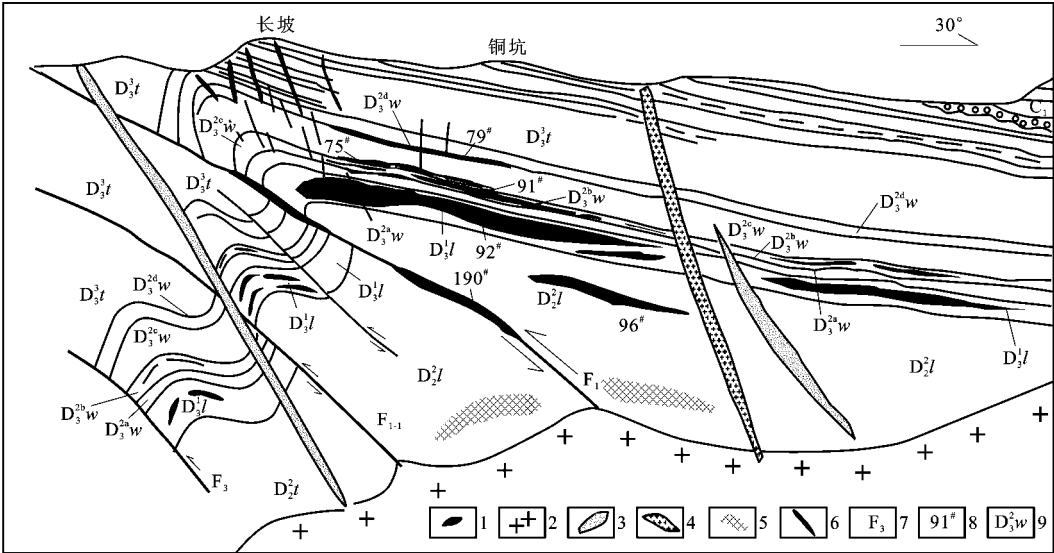 长坡
铜坑
30°
D₃³t
D₃²ᵈw
D₃³t
C₁
D₃²ᶜw
75#
79#
D₃³t
D₃³t
91#
D₃²ᵇw
D₃²ᵈw
D₃²ᵃw
D₃¹l
92#
D₃²ᶜw
D₃²ᵇw
190#
D₃¹l
D₂²l
D₃³t
D₃²ᵈw
D₃¹l
96#
D₃²ᵃw
D₃¹l
D₃²ᶜw
D₂²l
D₂²l
F₁
D₃²ᵇw
D₃¹l
D₃²ᵃw
F₁₋₁
F₃
D₂²t
1
2
3
4
5
6
F₃ 7
91# 8
D₃²w 9